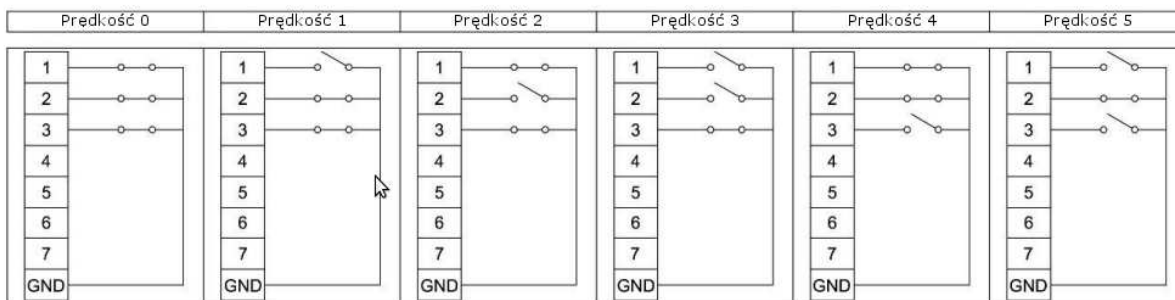 Prędkość 0 Prędkość 1 Prędkość 2 Prędkość 3 Prędkość 4 Prędkość 5
1 1 1 1 1 1
2 2 2 2 2 2
3 3 3 3 3 3
4 4 4 4 4 4
5 5 5 5 5 5
6 6 6 6 6 6
7 7 7 7 7 7
GND GND GND GND GND GND